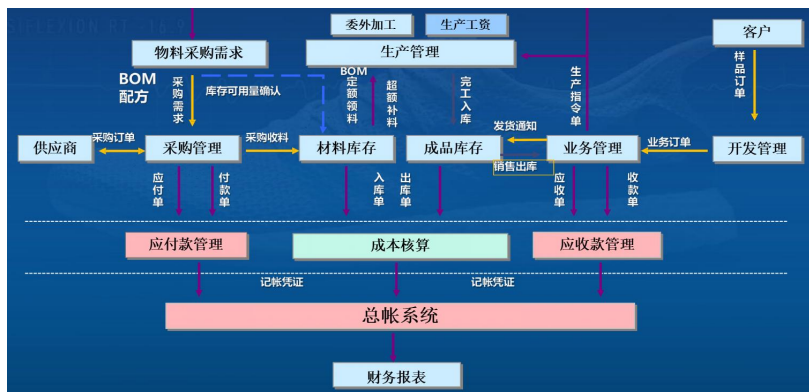 委外加工
生产工资
物料采购需求
生产管理
客户
BOM
配方
采购需求
库存可用量确认
BOM
定额领料
超额补料
完工入库
生产指令单
样品订单
供应商
采购订单
采购管理
采购收料
材料库存
成品库存
发货通知
销售出库
业务管理
业务订单
开发管理
应付单
付款单
入库单
出库单
应收单
收款单
应付款管理
成本核算
应收款管理
记帐凭证
记帐凭证
总帐系统
财务报表